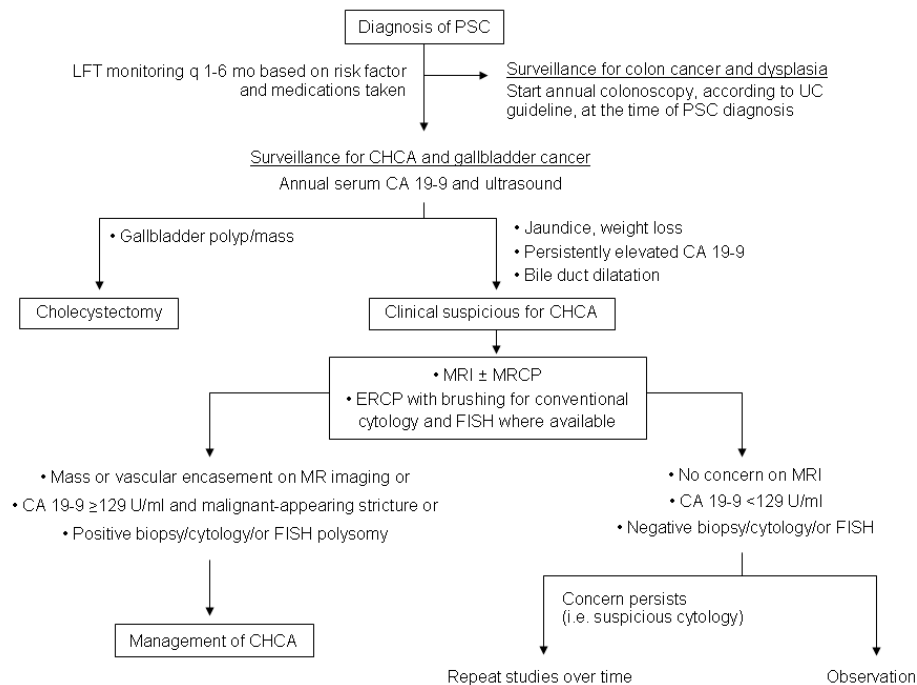 Diagnosis of PSC
LFT monitoring q 1-6 mo based on risk factor
and medications taken
Surveillance for colon cancer and dysplasia
Start annual colonoscopy, according to UC
guideline, at the time of PSC diagnosis
Surveillance for CHCA and gallbladder cancer
Annual serum CA 19-9 and ultrasound
• Gallbladder polyp/mass
• Jaundice, weight loss
• Persistently elevated CA 19-9
• Bile duct dilatation
Cholecystectomy
Clinical suspicious for CHCA
• MRI ± MRCP
• ERCP with brushing for conventional
cytology and FISH where available
• Mass or vascular encasement on MR imaging or
• CA 19-9 ≥129 U/ml and malignant-appearing stricture or
• Positive biopsy/cytology/or FISH polysomy
• No concern on MRI
• CA 19-9 <129 U/ml
• Negative biopsy/cytology/or FISH
Management of CHCA
Concern persists
(i.e. suspicious cytology)
Repeat studies over time
Observation